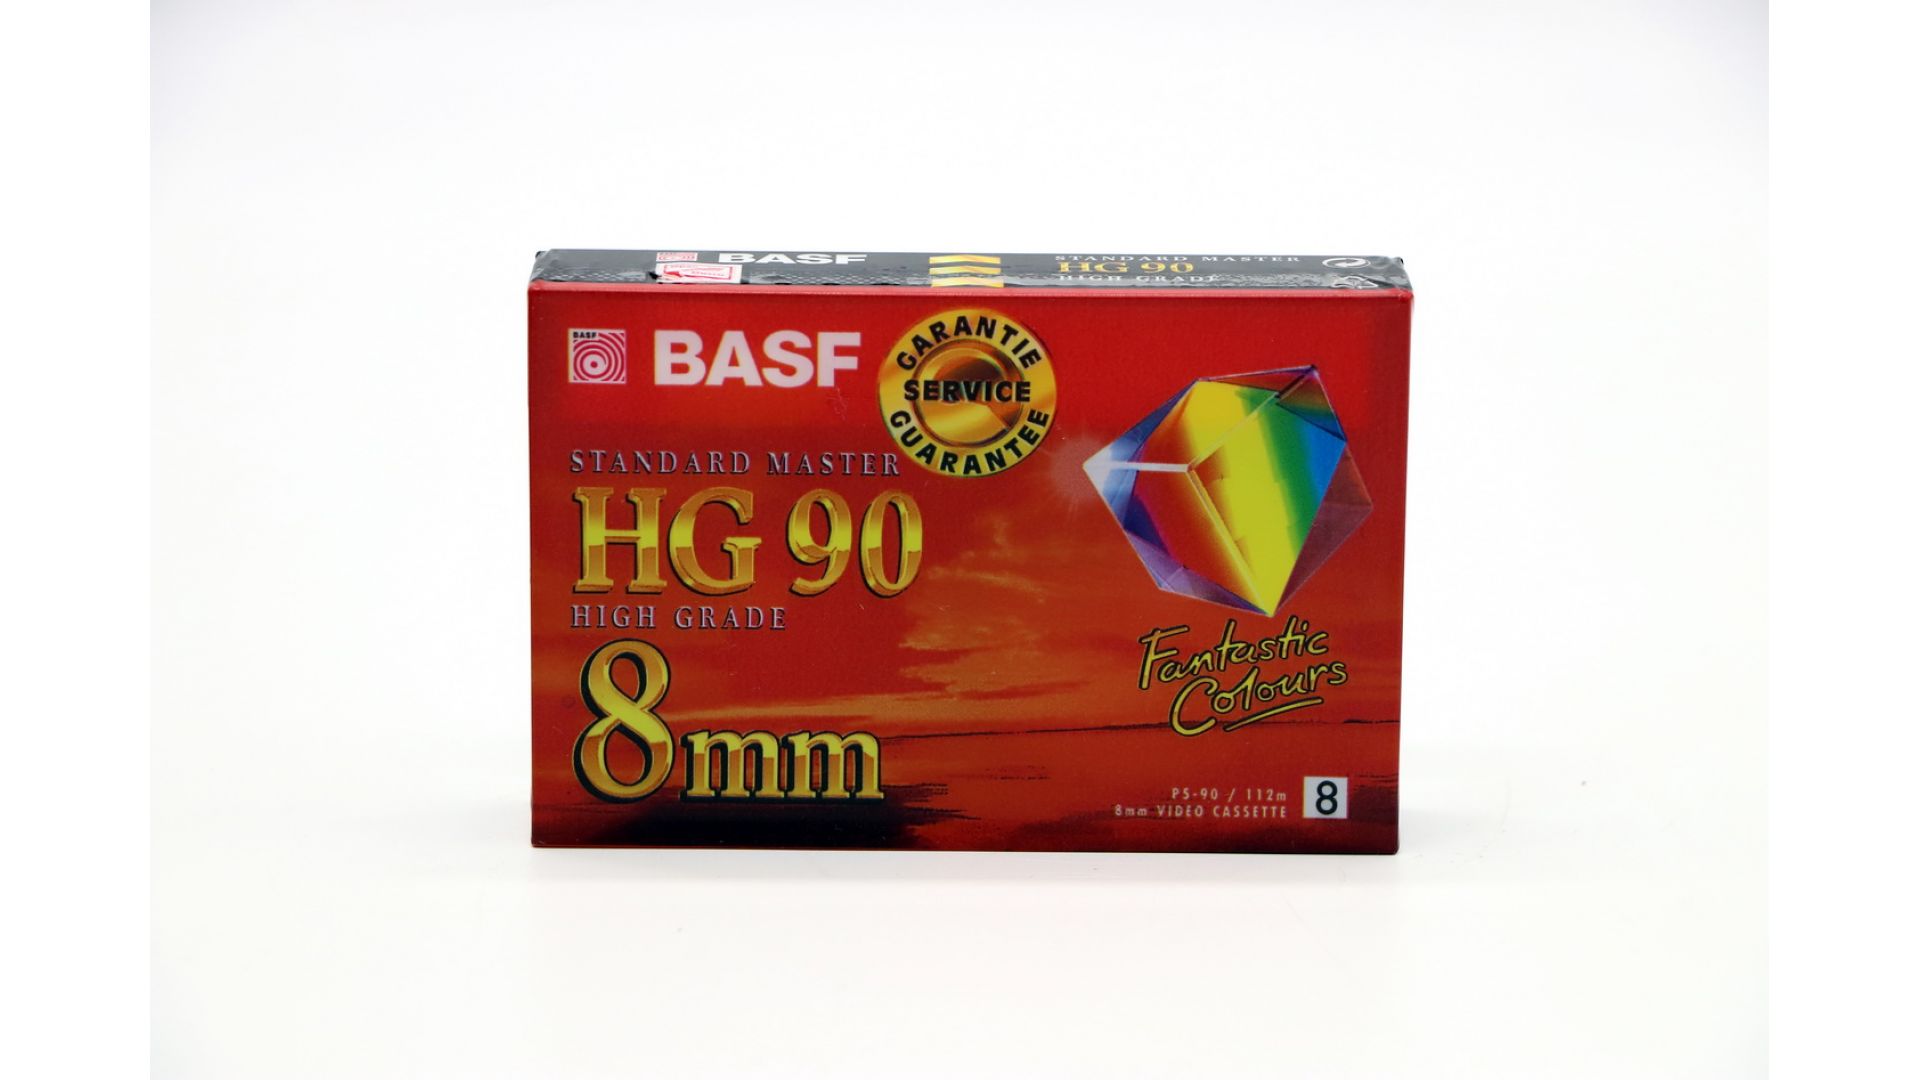 BASF
STANDARD MASTER
HG 90
HIGH GRADE
BASF
BASF
GARANTIE
SERVICE
GUARANTEE
STANDARD MASTER
HG 90
HIGH GRADE
8mm
Fantastic
Colours
P5-90 / 112m
8mm VIDEO CASSETTE
8